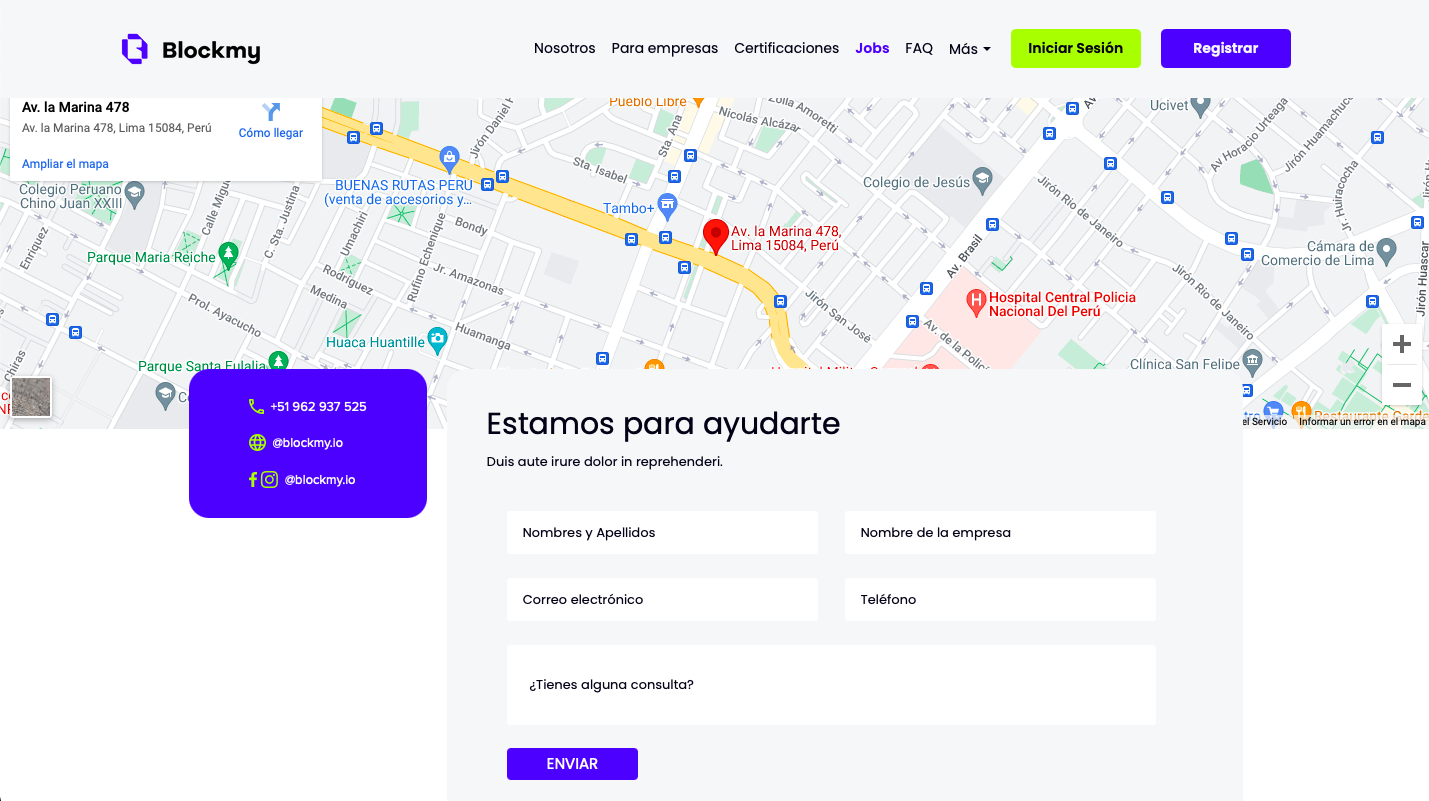 Blockmy
Nosotros
Para empresas
Certificaciones
Jobs
FAQ
Más
Iniciar Sesión
Registrar
Av. la Marina 478
Av. la Marina 478, Lima 15084, Perú
Cómo llegar
Ampliar el mapa
Pueblo Libre
Sta. Ana
Nicolás Alcázar
Zolla Amoretti
Jirón Daniel
Ucivet
Av Horacio Urteaga
Jirón Huamachuco
Colegio Peruano
Chino Juan XXIII
Calle Migue
C. Sta. Justina
Umachiri
BUENAS RUTAS PERU
(venta de accesorios y...
Sta. Isabel
Tambo+
Av. la Marina 478,
Lima 15084, Perú
Colegio de Jesús
Jirón Río de Janeiro
Jr. Huiracocha
Enriquez
Parque Maria Reiche
Rodríguez
Rufino Echenique
Bondy
Jr. Amazonas
Av. Brasil
Cámara de
Comercio de Lima
Jirón Huascar
Prol. Ayacucho
Medina
Huamanga
Jirón San José
Hospital Central Policia
Nacional Del Perú
Jirón Río de Janeiro
Av. de la Policía
Huaca Huantille
Chiras
Parque Santa Eulalia
Clínica San Felipe
el Servicio
Informar un error en el mapa
+51 962 937 525
@blockmy.io
@blockmy.io
Estamos para ayudarte
Duis aute irure dolor in reprehenderi.
Nombres y Apellidos
Nombre de la empresa
Correo electrónico
Teléfono
¿Tienes alguna consulta?
ENVIAR